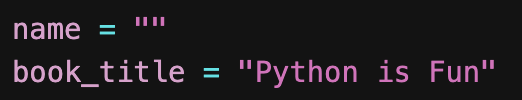 name = ""
book_title = "Python is Fun"